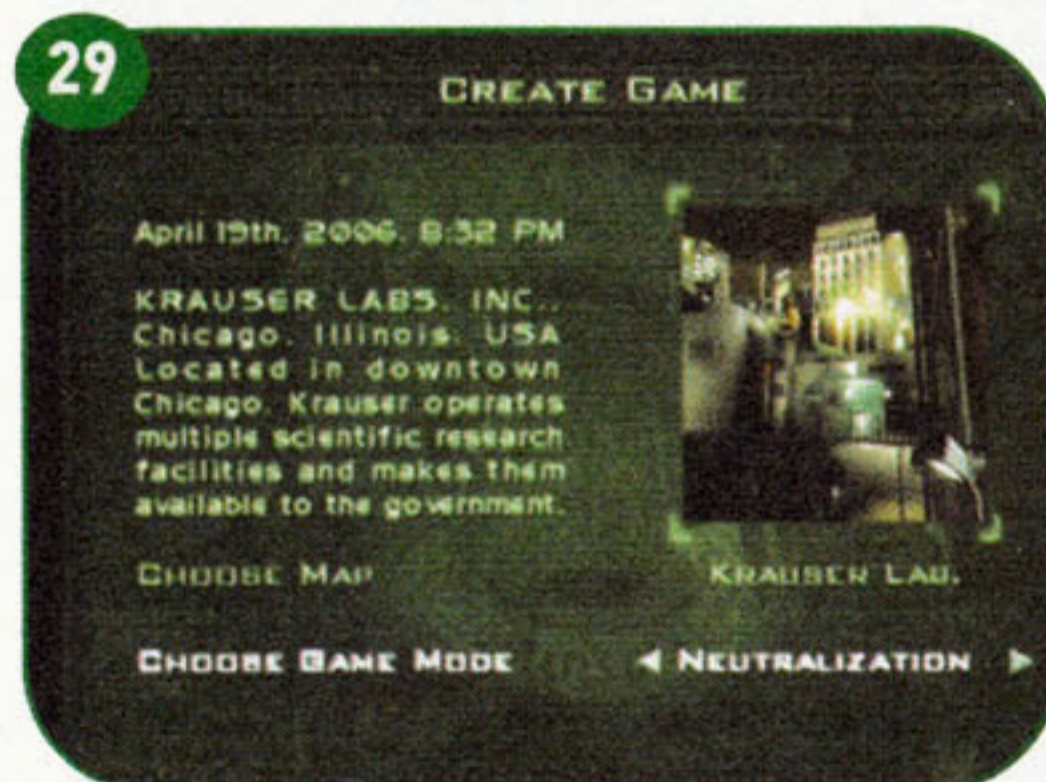 29
CREATE GAME
April 19th, 2006. 8:32 PM
KRAUSER LABS, INC.,
Chicago, Illinois, USA
Located in downtown
Chicago, Krauser operates
multiple scientific research
facilities and makes them
available to the government.
CHOOSE MAP
KRAUSER LAB.
CHOOSE GAME MODE
◀ NEUTRALIZATION ▶